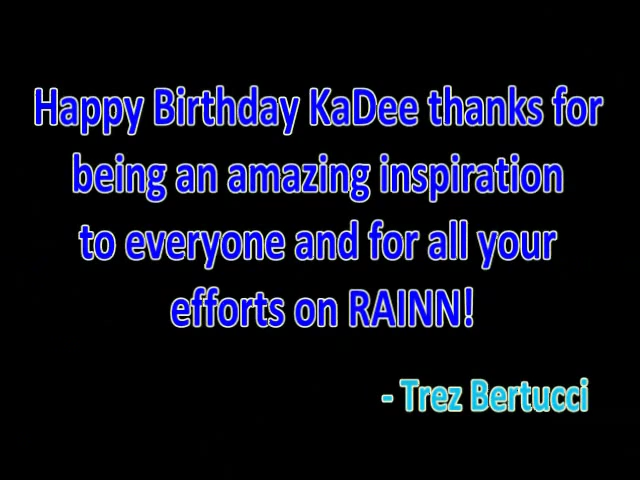 Happy Birthday KaDee thanks for
being an amazing inspiration
to everyone and for all your
efforts on RAINN!
- Trez Bertucci